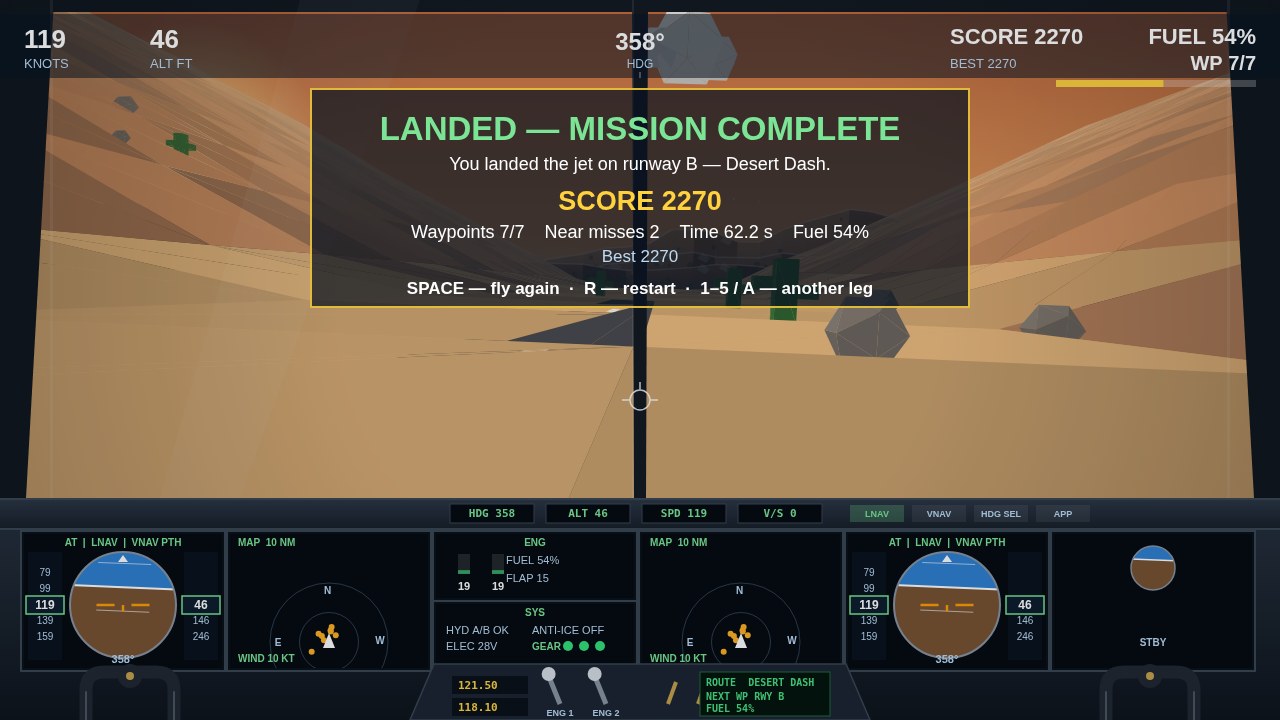 119
KNOTS
46
ALT FT
358°
HDG
SCORE 2270
BEST 2270
FUEL 54%
WP 7/7
LANDED — MISSION COMPLETE
You landed the jet on runway B — Desert Dash.
SCORE 2270
Waypoints 7/7 Near misses 2 Time 62.2 s Fuel 54%
Best 2270
SPACE — fly again · R — restart · 1–5 / A — another leg
HDG 358
ALT 46
SPD 119
V/S 0
LNAV
VNAV
HDG SEL
APP
AT | LNAV | VNAV PTH
79
99
119
139
159
46
146
246
358°
MAP 10 NM
N
E
W
WIND 10 KT
ENG
FUEL 54%
FLAP 15
19
19
SYS
HYD A/B OK
ANTI-ICE OFF
ELEC 28V
GEAR
MAP 10 NM
N
E
W
WIND 10 KT
AT | LNAV | VNAV PTH
79
99
119
139
159
46
146
246
358°
STBY
121.50
118.10
ENG 1
ENG 2
ROUTE DESERT DASH
NEXT WP RWY B
FUEL 54%